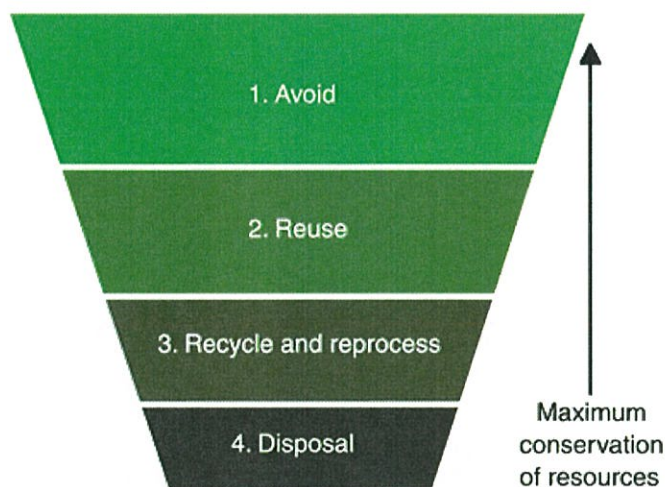 1. Avoid
2. Reuse
3. Recycle and reprocess
4. Disposal
Maximum
conservation
of resources